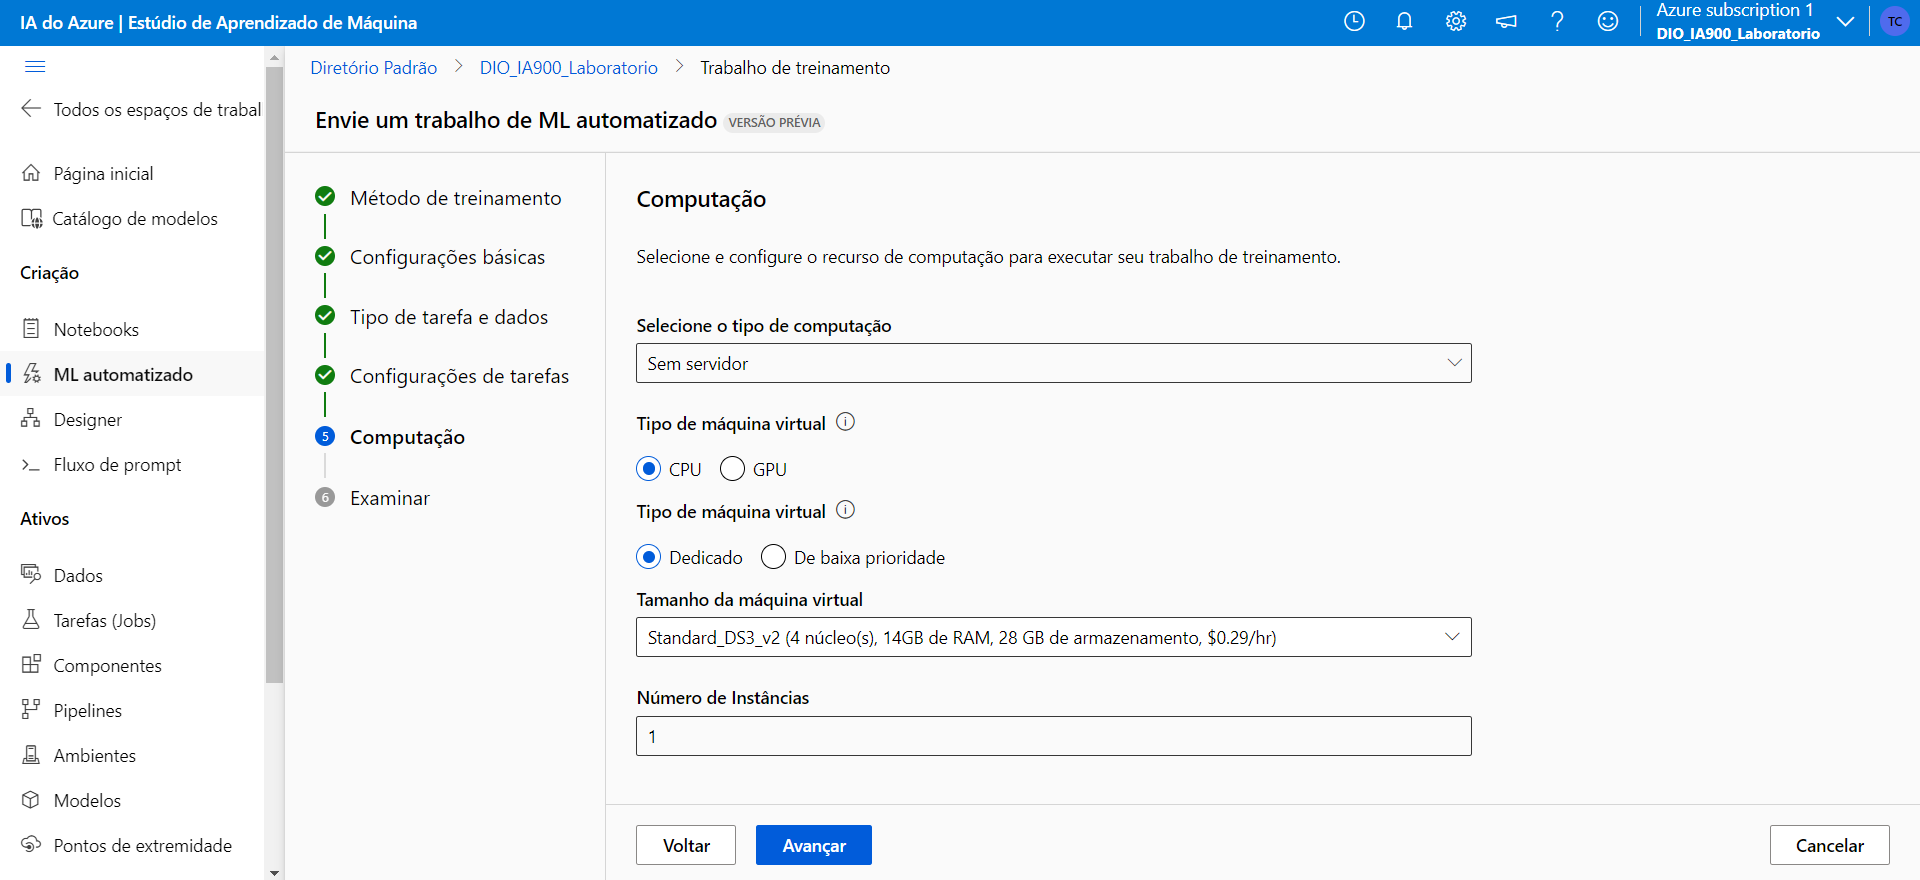 IA do Azure | Estúdio de Aprendizado de Máquina
Azure subscription 1
DIO_IA900_Laboratorio
TC
Todos os espaços de trabal
Página inicial
Catálogo de modelos
Criação
Notebooks
ML automatizado
Designer
Fluxo de prompt
Ativos
Dados
Tarefas (Jobs)
Componentes
Pipelines
Ambientes
Modelos
Pontos de extremidade
Diretório Padrão > DIO_IA900_Laboratorio > Trabalho de treinamento
Envie um trabalho de ML automatizado VERSÃO PRÉVIA
Método de treinamento
Configurações básicas
Tipo de tarefa e dados
Configurações de tarefas
5 Computação
6 Examinar
Computação
Selecione e configure o recurso de computação para executar seu trabalho de treinamento.
Selecione o tipo de computação
Sem servidor
Tipo de máquina virtual
CPU GPU
Tipo de máquina virtual
Dedicado De baixa prioridade
Tamanho da máquina virtual
Standard_DS3_v2 (4 núcleo(s), 14GB de RAM, 28 GB de armazenamento, $0.29/hr)
Número de Instâncias
1
Voltar Avançar Cancelar